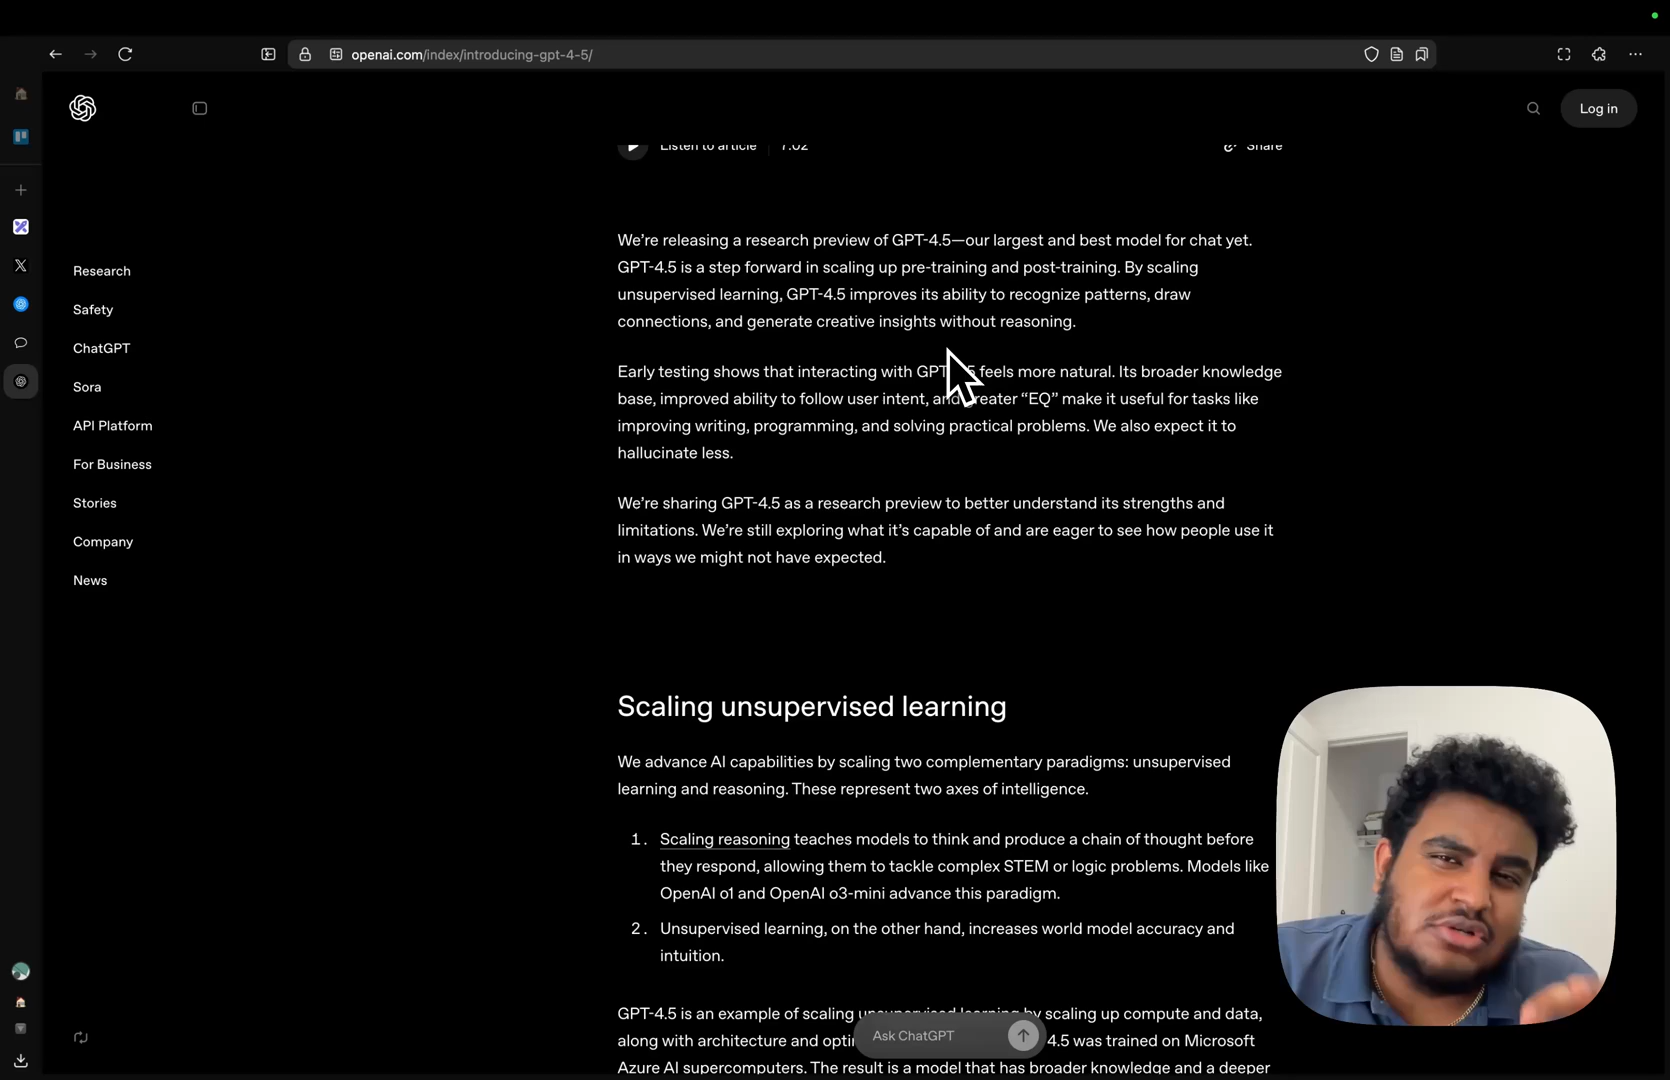 openai.com/index/introducing-gpt-4-5/
Log in
Listen to article
7:02
Share
Research
Safety
ChatGPT
Sora
API Platform
For Business
Stories
Company
News
We’re releasing a research preview of GPT-4.5—our largest and best model for chat yet.
GPT-4.5 is a step forward in scaling up pre-training and post-training. By scaling
unsupervised learning, GPT-4.5 improves its ability to recognize patterns, draw
connections, and generate creative insights without reasoning.
Early testing shows that interacting with GPT-4.5 feels more natural. Its broader knowledge
base, improved ability to follow user intent, and greater “EQ” make it useful for tasks like
improving writing, programming, and solving practical problems. We also expect it to
hallucinate less.
We’re sharing GPT-4.5 as a research preview to better understand its strengths and
limitations. We’re still exploring what it’s capable of and are eager to see how people use it
in ways we might not have expected.
Scaling unsupervised learning
We advance AI capabilities by scaling two complementary paradigms: unsupervised
learning and reasoning. These represent two axes of intelligence.
1. Scaling reasoning teaches models to think and produce a chain of thought before
they respond, allowing them to tackle complex STEM or logic problems. Models like
OpenAI o1 and OpenAI o3-mini advance this paradigm.
2. Unsupervised learning, on the other hand, increases world model accuracy and
intuition.
GPT-4.5 is an example of scaling unsupervised learning by scaling up compute and data,
along with architecture and 4.5 was trained on Microsoft
Azure AI supercomputers. The result is a model that has broader knowledge and a deeper
Ask ChatGPT